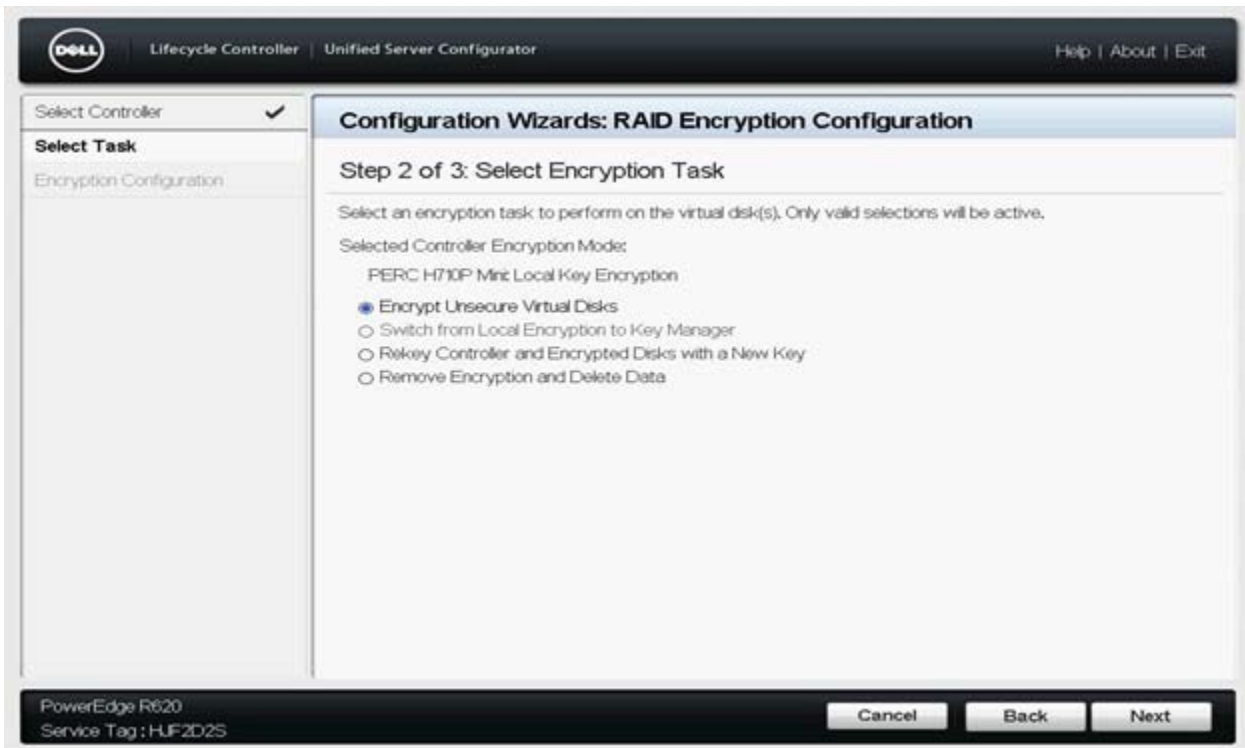 DELL
Lifecycle Controller | Unified Server Configurator
Help | About | Exit
Select Controller
Select Task
Encryption Configuration
Configuration Wizards: RAID Encryption Configuration
Step 2 of 3: Select Encryption Task
Select an encryption task to perform on the virtual disk(s). Only valid selections will be active.
Selected Controller Encryption Mode:
PERC H710P Mini: Local Key Encryption
Encrypt Unsecure Virtual Disks
Switch from Local Encryption to Key Manager
Rekey Controller and Encrypted Disks with a New Key
Remove Encryption and Delete Data
PowerEdge R620
Service Tag : HJF2D2S
Cancel
Back
Next